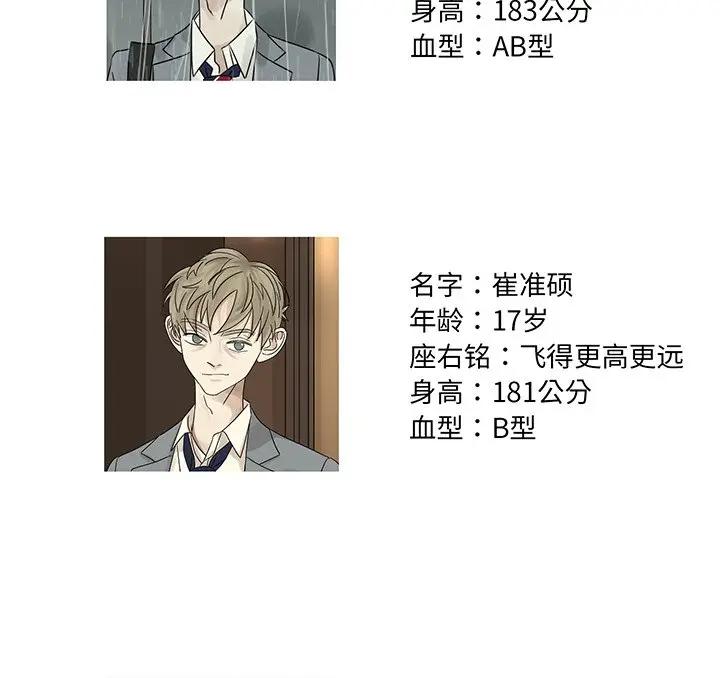 身高：183公分
血型：AB型
名字：崔准硕
年龄：17岁
座右铭：飞得更高更远
身高：181公分
血型：B型